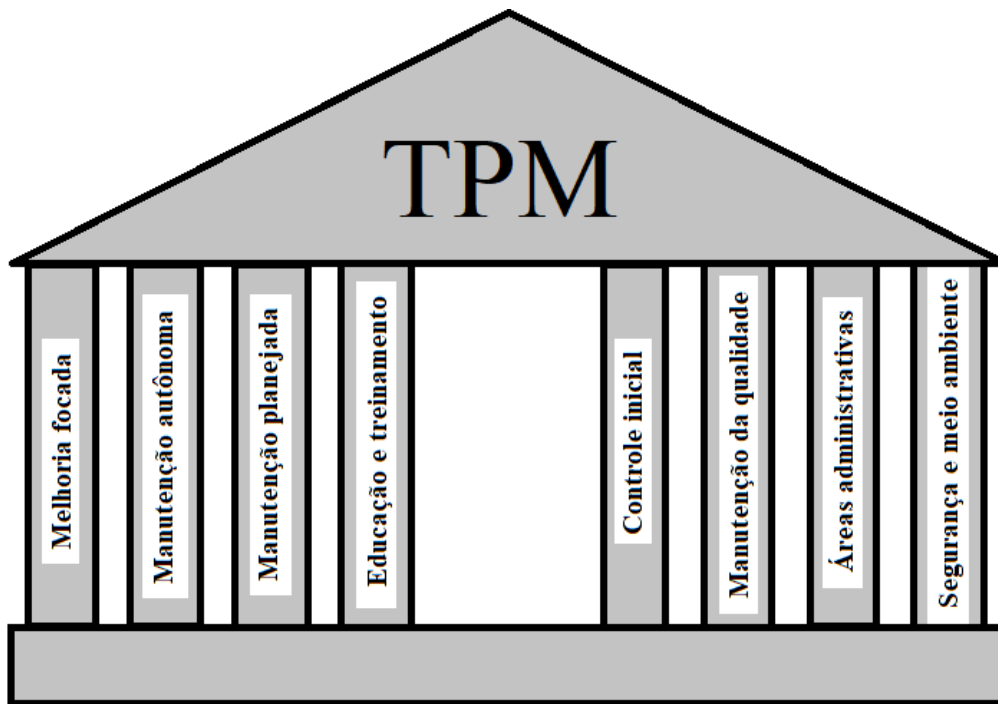 TPM
Melhoria focada
Manutenção autônoma
Manutenção planejada
Educação e treinamento
Controle inicial
Manutenção da qualidade
Áreas administrativas
Segurança e meio ambiente